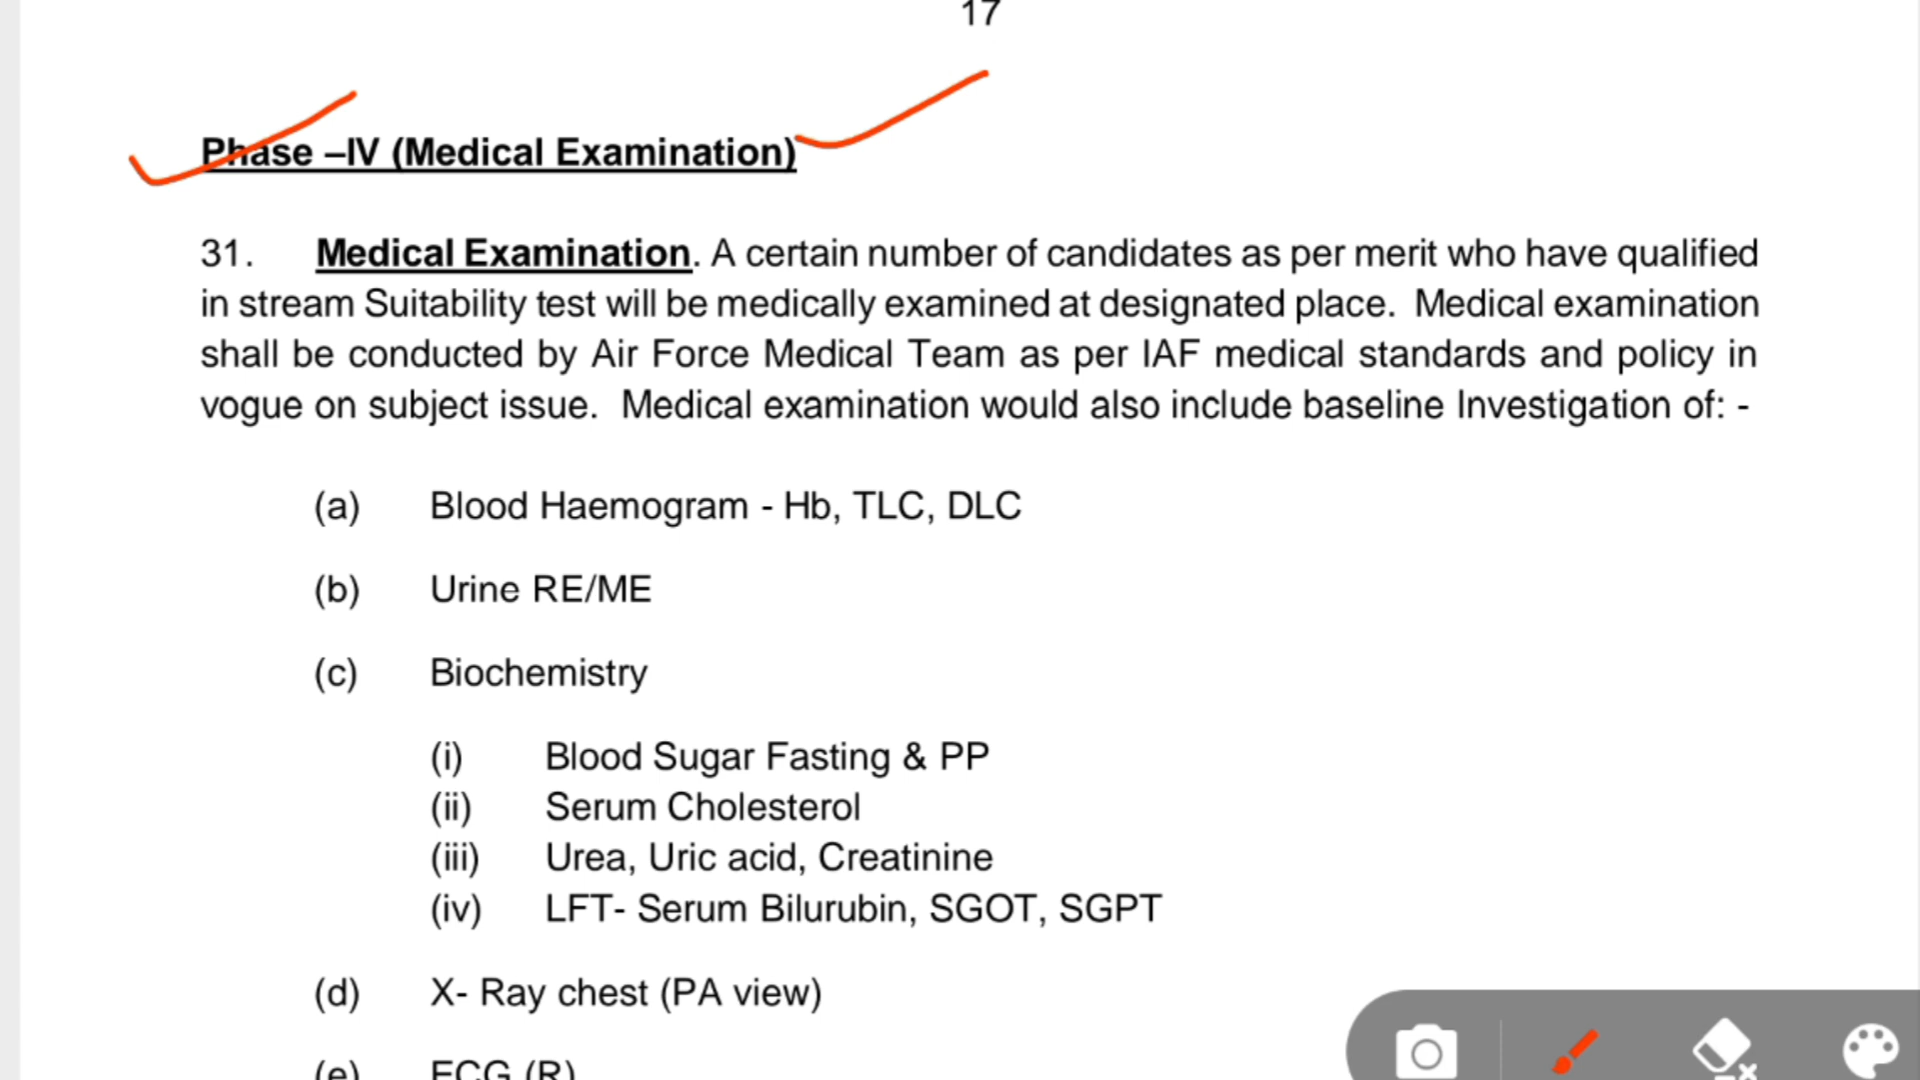 17
Phase –IV (Medical Examination)
31. Medical Examination. A certain number of candidates as per merit who have qualified
in stream Suitability test will be medically examined at designated place. Medical examination
shall be conducted by Air Force Medical Team as per IAF medical standards and policy in
vogue on subject issue. Medical examination would also include baseline Investigation of: -
(a) Blood Haemogram - Hb, TLC, DLC
(b) Urine RE/ME
(c) Biochemistry
(i) Blood Sugar Fasting & PP
(ii) Serum Cholesterol
(iii) Urea, Uric acid, Creatinine
(iv) LFT- Serum Bilurubin, SGOT, SGPT
(d) X- Ray chest (PA view)
(e) ECG (R)